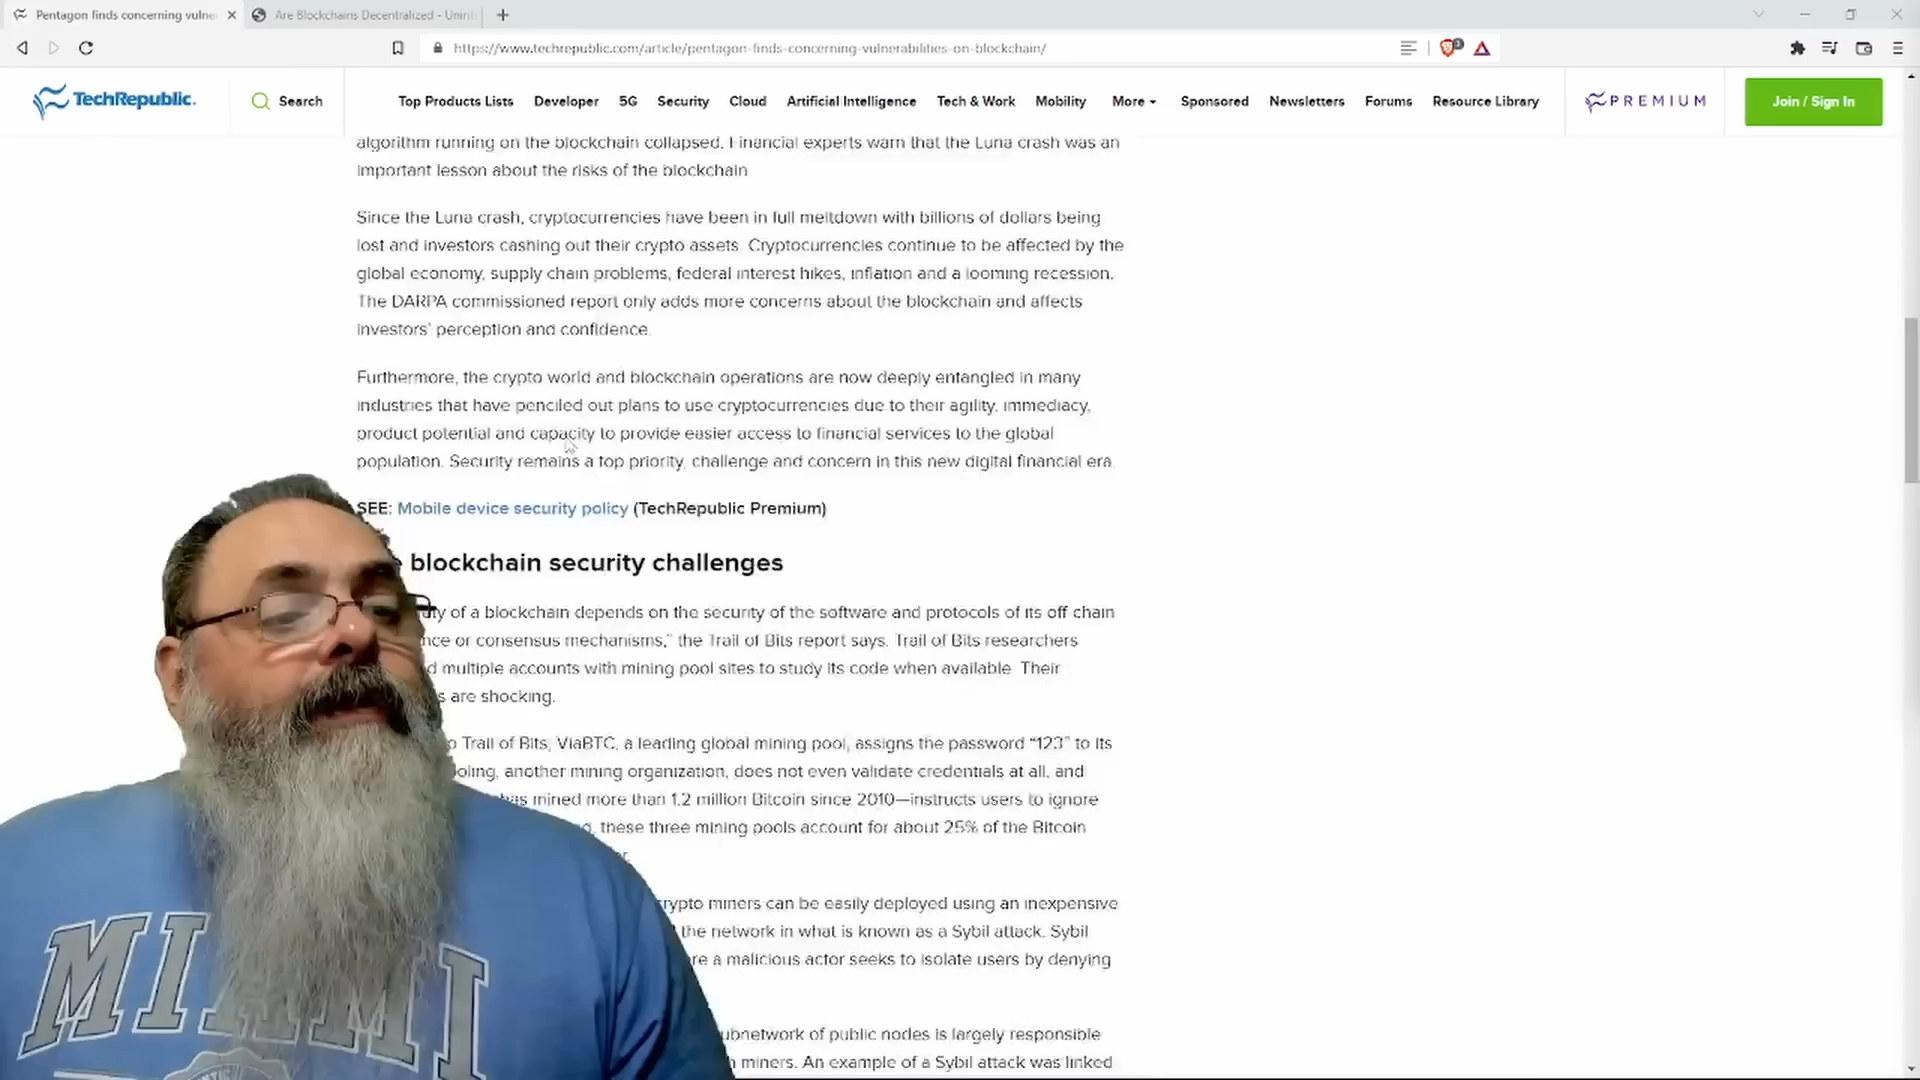 Pentagon finds concerning vulne
Are Blockchains Decentralized - Unint
https://www.techrepublic.com/article/pentagon-finds-concerning-vulnerabilities-on-blockchain/
TechRepublic.
Search
Top Products Lists
Developer
5G
Security
Cloud
Artificial Intelligence
Tech & Work
Mobility
More
Sponsored
Newsletters
Forums
Resource Library
PREMIUM
Join / Sign In
algorithm running on the blockchain collapsed. Financial experts warn that the Luna crash was an
important lesson about the risks of the blockchain
Since the Luna crash, cryptocurrencies have been in full meltdown with billions of dollars being
lost and investors cashing out their crypto assets. Cryptocurrencies continue to be affected by the
global economy, supply chain problems, federal interest hikes, inflation and a looming recession.
The DARPA commissioned report only adds more concerns about the blockchain and affects
investors' perception and confidence.
Furthermore, the crypto world and blockchain operations are now deeply entangled in many
industries that have penciled out plans to use cryptocurrencies due to their agility, immediacy,
product potential and capacity to provide easier access to financial services to the global
population. Security remains a top priority, challenge and concern in this new digital financial era.
SEE: Mobile device security policy (TechRepublic Premium)
blockchain security challenges
of a blockchain depends on the security of the software and protocols of its off chain
or consensus mechanisms,” the Trail of Bits report says. Trail of Bits researchers
multiple accounts with mining pool sites to study its code when available. Their
are shocking.
Trail of Bits, ViaBTC, a leading global mining pool, assigns the password “123” to its
another mining organization, does not even validate credentials at all, and
has mined more than 1.2 million Bitcoin since 2010—instructs users to ignore
these three mining pools account for about 25% of the Bitcoin
crypto miners can be easily deployed using an inexpensive
the network in what is known as a Sybil attack. Sybil
a malicious actor seeks to isolate users by denying
subnetwork of public nodes is largely responsible
miners. An example of a Sybil attack was linked
MIAMI